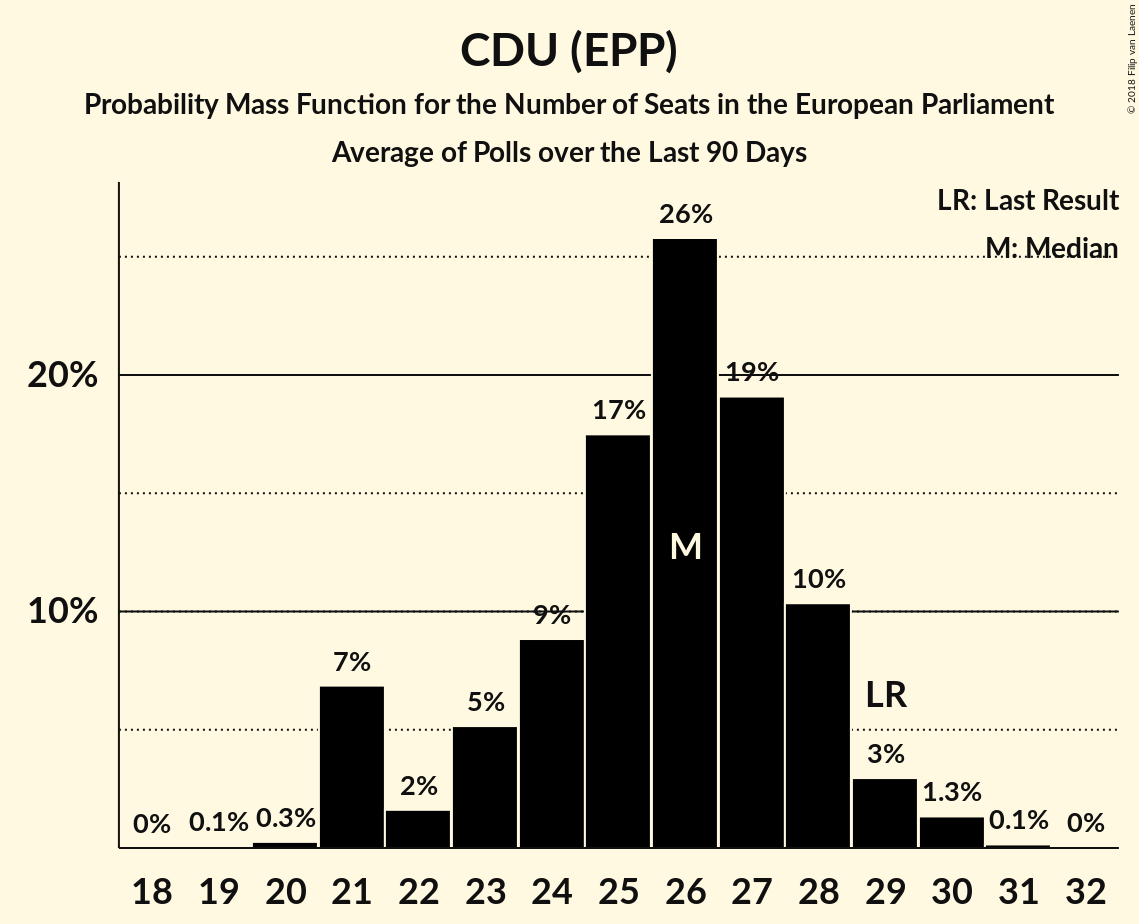 CDU (EPP)
Probability Mass Function for the Number of Seats in the European Parliament
Average of Polls over the Last 90 Days
© 2018 Filip van Laenen
LR: Last Result
M: Median
20%
10%
0%
0.1%
0.3%
7%
2%
5%
9%
17%
26%
19%
10%
3%
1.3%
0.1%
0%
M
LR
18 19 20 21 22 23 24 25 26 27 28 29 30 31 32